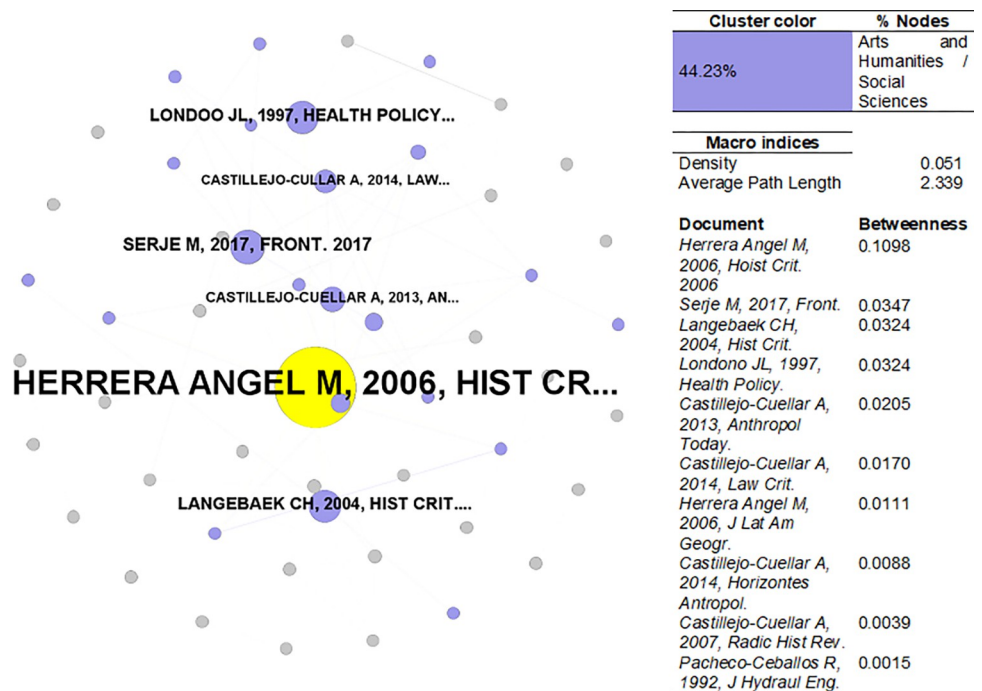 LONDOO JL, 1997, HEALTH POLICY...
CASTILLEJO-CULLAR A, 2014, LAW...
SERJE M, 2017, FRONT. 2017
CASTILLEJO-CUELLAR A, 2013, AN...
HERRERA ANGEL M, 2006, HIST CR...
LANGEBAEK CH, 2004, HIST CRIT....
Cluster color % Nodes
44.23%
Arts and
Humanities /
Social
Sciences
Macro indices
Density 0.051
Average Path Length 2.339
Document Betweenness
Herrera Angel M, 0.1098
2006, Hoist Crit.
2006
Serje M, 2017, Front. 0.0347
Langebaek CH, 0.0324
2004, Hist Crit.
Londono JL, 1997, 0.0324
Health Policy.
Castillejo-Cuellar A, 0.0205
2013, Anthropol
Today.
Castillejo-Cuellar A, 0.0170
2014, Law Crit.
Herrera Angel M, 0.0111
2006, J Lat Am
Geogr.
Castillejo-Cuellar A, 0.0088
2014, Horizontes
Antropol.
Castillejo-Cuellar A, 0.0039
2007, Radic Hist Rev.
Pacheco-Ceballos R, 0.0015
1992, J Hydraul Eng.